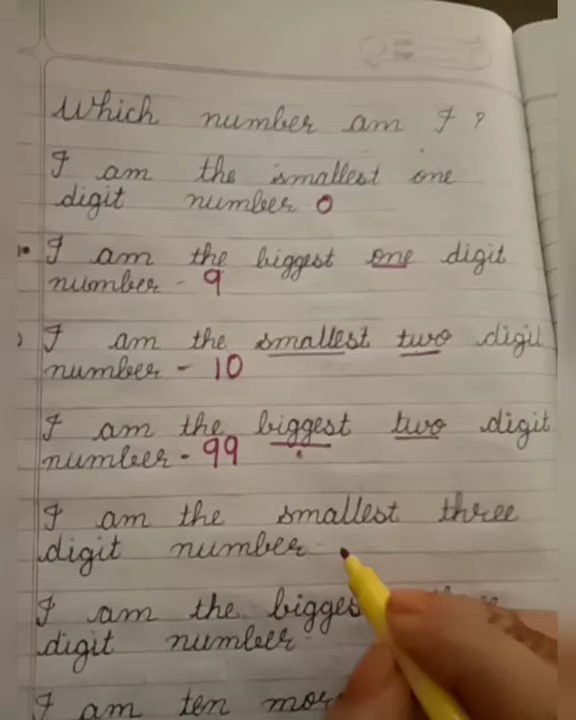 Which number am I ?
I am the smallest one
digit number 0
I am the biggest one digit
number - 9
I am the smallest two digit
number - 10
I am the biggest two digit
number - 99
I am the smallest three
digit number
I am the
digit number
I am ten